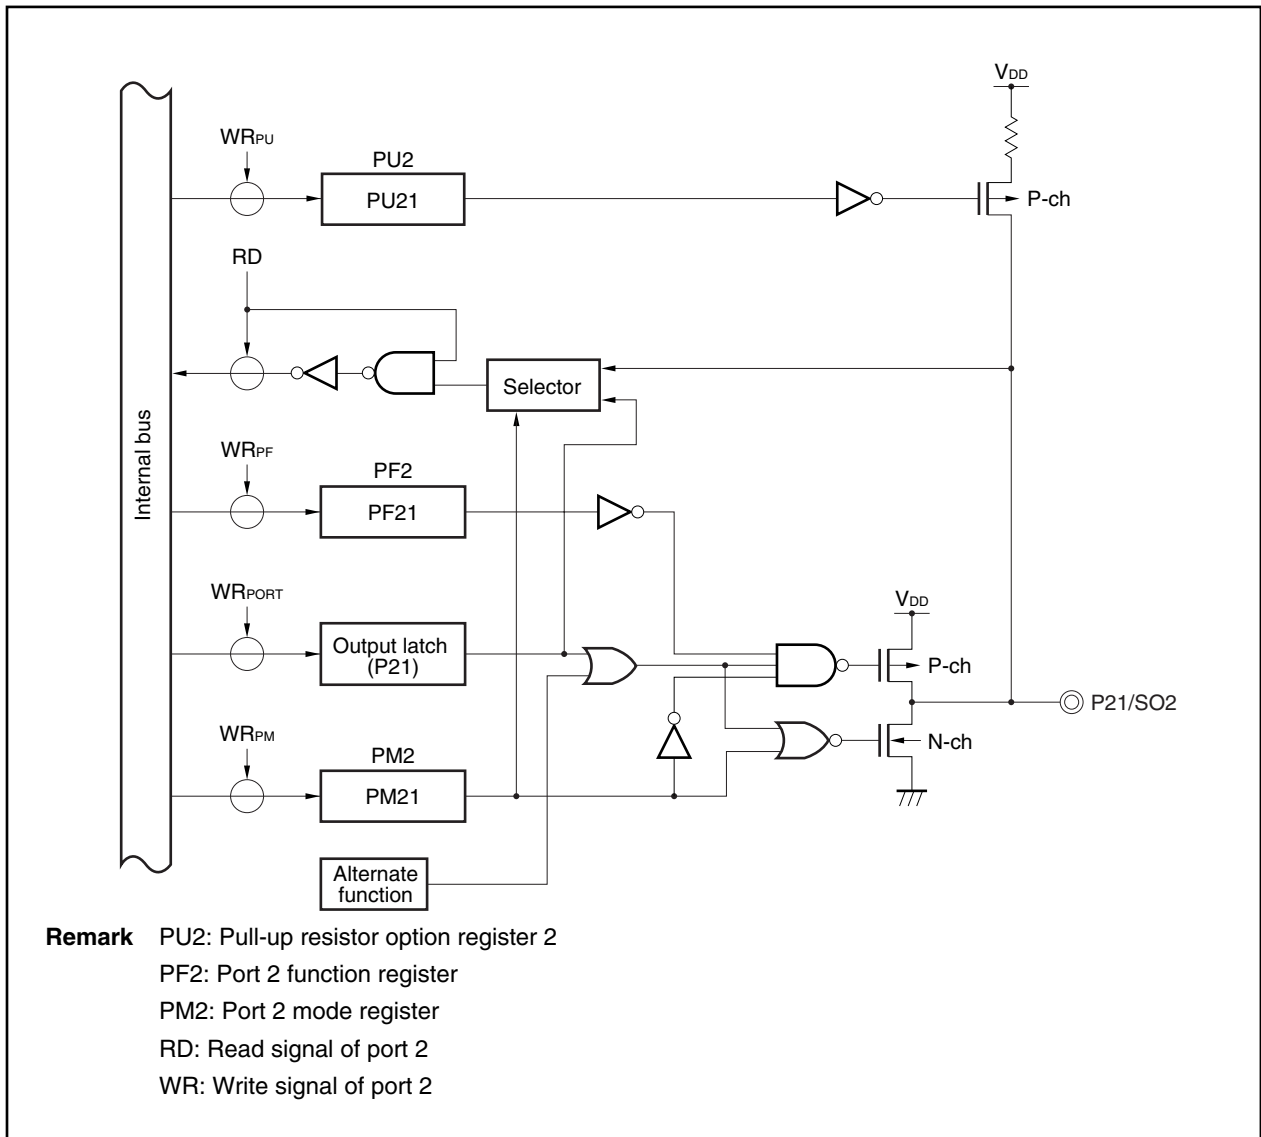 VDD
WRPU
PU2
PU21
P-ch
RD
Selector
Internal bus
WRPF
PF2
PF21
WRPORT
Output latch
(P21)
VDD
P-ch
P21/SO2
N-ch
WRPM
PM2
PM21
Alternate
function
Remark PU2: Pull-up resistor option register 2
PF2: Port 2 function register
PM2: Port 2 mode register
RD: Read signal of port 2
WR: Write signal of port 2